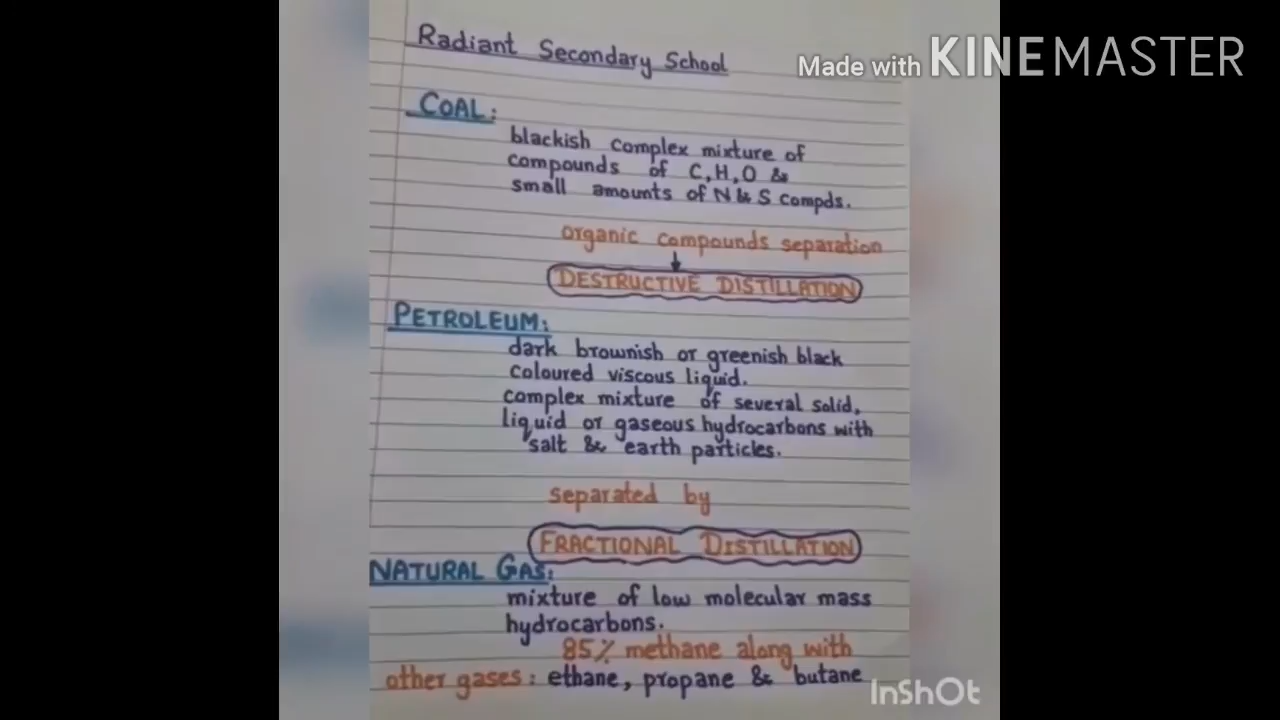 Radiant Secondary School
Made with KINEMASTER
COAL:
blackish complex mixture of
compounds of C, H, O &
small amounts of N & S compds.
organic compounds separation
DESTRUCTIVE DISTILLATION
PETROLEUM:
dark brownish or greenish black
coloured viscous liquid.
complex mixture of several solid,
liquid or gaseous hydrocarbons with
salt & earth particles.
separated by
FRACTIONAL DISTILLATION
NATURAL GAS:
mixture of low molecular mass
hydrocarbons.
85% methane along with
other gases: ethane, propane & butane
InShOt